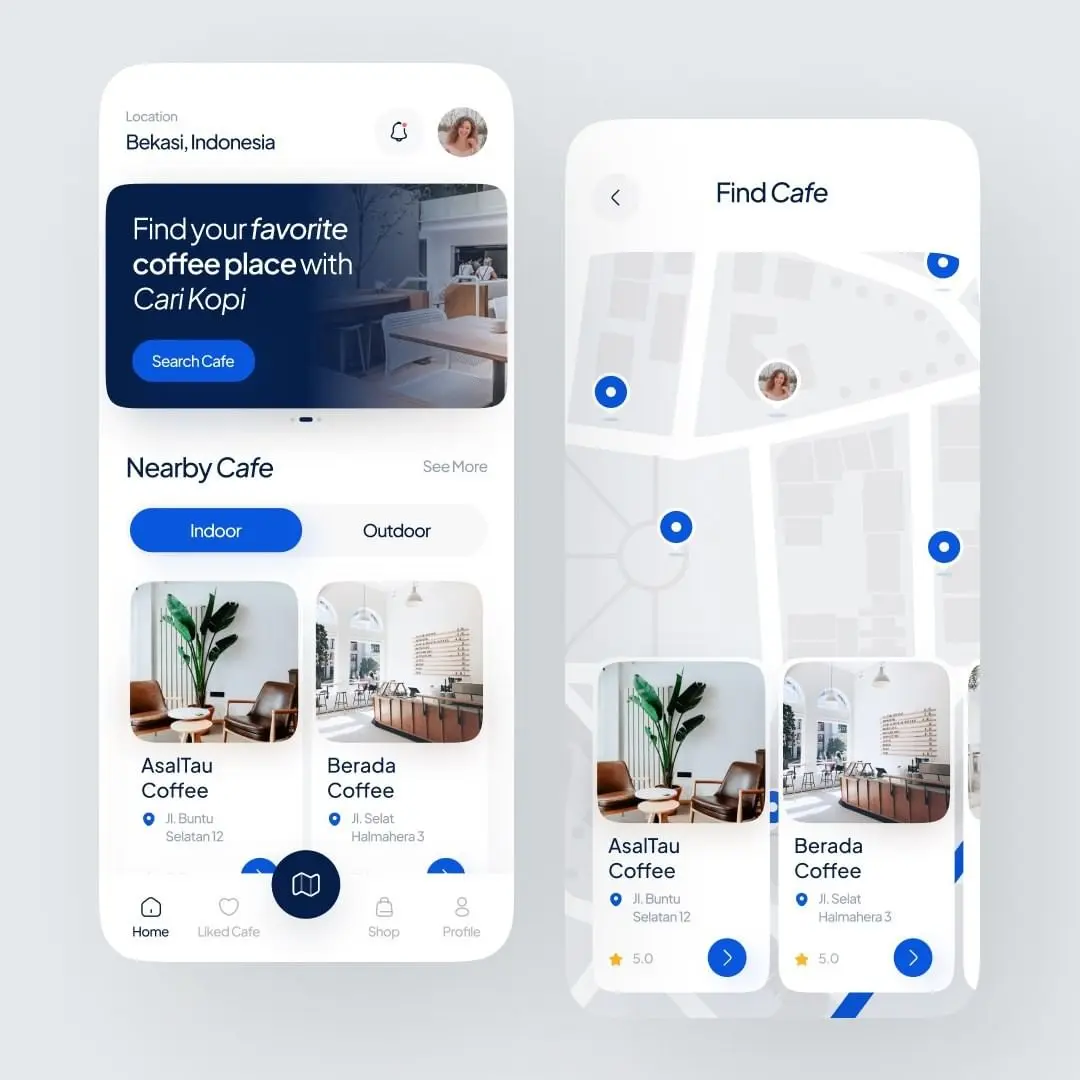 Location
Bekasi, Indonesia
Find your favorite
coffee place with
Cari Kopi
Search Cafe
Nearby Cafe
See More
Indoor
Outdoor
AsalTau
Coffee
Jl. Buntu
Selatan 12
Berada
Coffee
Jl. Selat
Halmahera 3
Home
Liked Cafe
Shop
Profile
Find Cafe
AsalTau
Coffee
Jl. Buntu
Selatan 12
5.0
Berada
Coffee
Jl. Selat
Halmahera 3
5.0